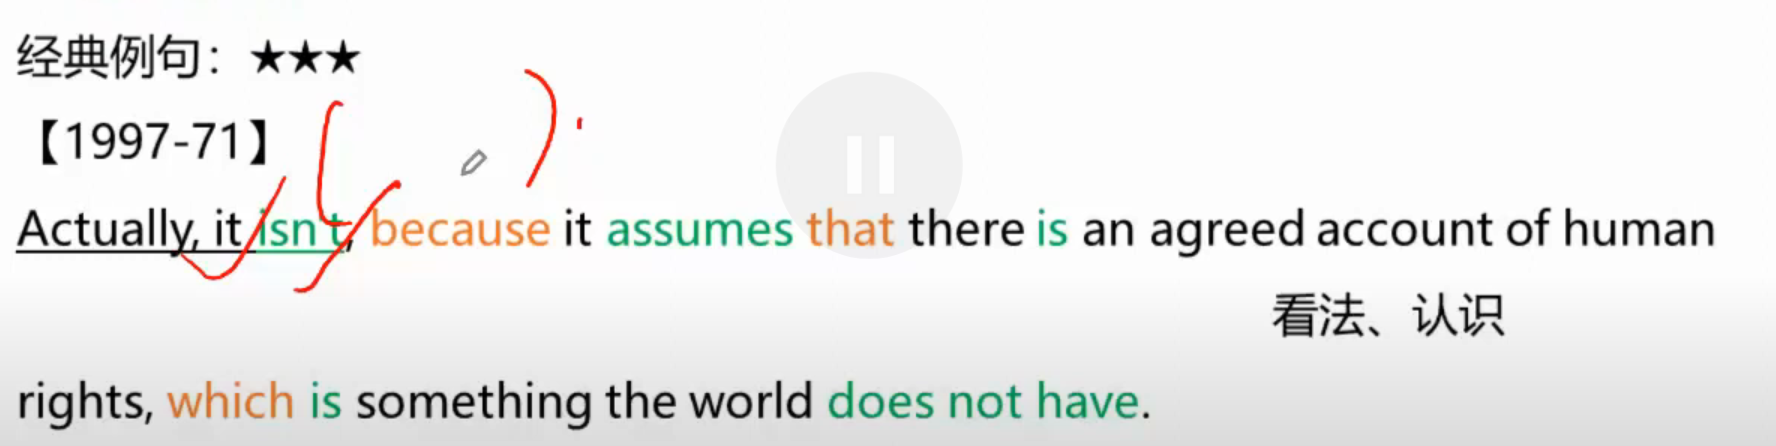 经典例句：★★★
【1997-71】
Actually, it isn't, because it assumes that there is an agreed account of human
看法、认识
rights, which is something the world does not have.